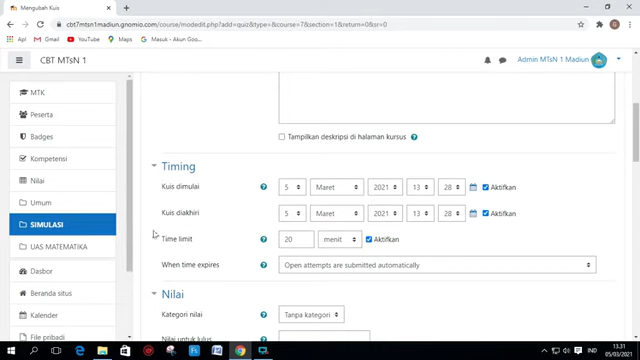 Mengubah Kuis
cbt7mtsn1madiun.gnomio.com/course/modedit.php?add=quiz&type=&course=7&section=1&return=0&sr=0
Apli
Gmail
YouTube
Maps
Masuk - Akun Goo...
CBT MTsN 1
Admin MTsN 1 Madiun
MTK
Peserta
Badges
Kompetensi
Nilai
Umum
SIMULASI
UAS MATEMATIKA
Dasbor
Beranda situs
Kalender
File pribadi
Tampilkan deskripsi di halaman kursus
Timing
Kuis dimulai 5 Maret 2021 13 28 Aktifkan
Kuis diakhiri 5 Maret 2021 13 28 Aktifkan
Time limit 20 menit Aktifkan
When time expires Open attempts are submitted automatically
Nilai
Kategori nilai Tanpa kategori
Nilai untuk lulus
IND
13.31
05/03/2021